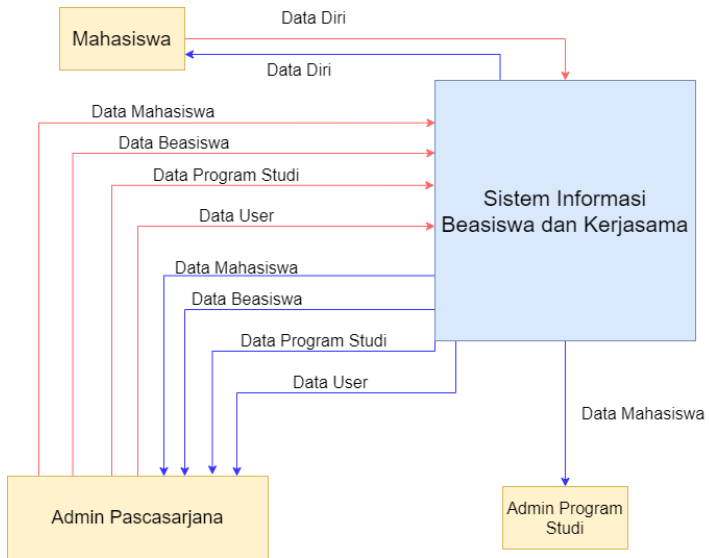 Data Diri
Mahasiswa
Data Diri
Data Mahasiswa
Data Beasiswa
Data Program Studi
Data User
Sistem Informasi
Beasiswa dan Kerjasama
Data Mahasiswa
Data Beasiswa
Data Program Studi
Data User
Data Mahasiswa
Admin Pascasarjana
Admin Program
Studi